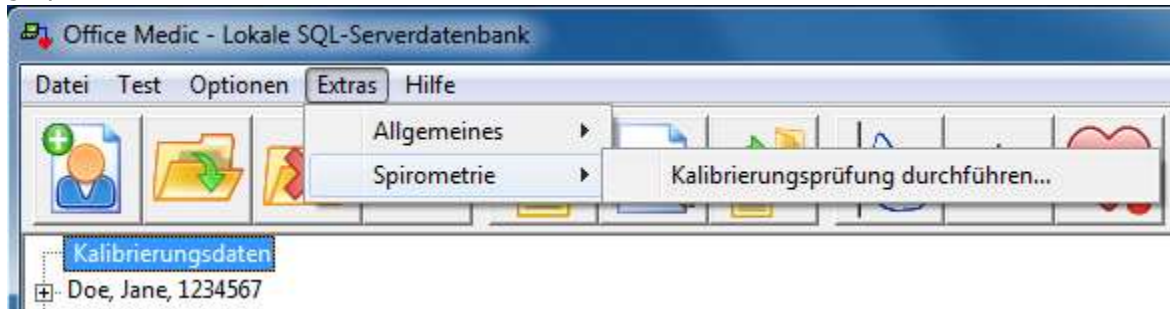 Office Medic - Lokale SQL-Serverdatenbank
Datei Test Optionen Extras Hilfe
Allgemeines
Spirometrie
Kalibrierungsprüfung durchführen...
Kalibrierungsdaten
Doe, Jane, 1234567